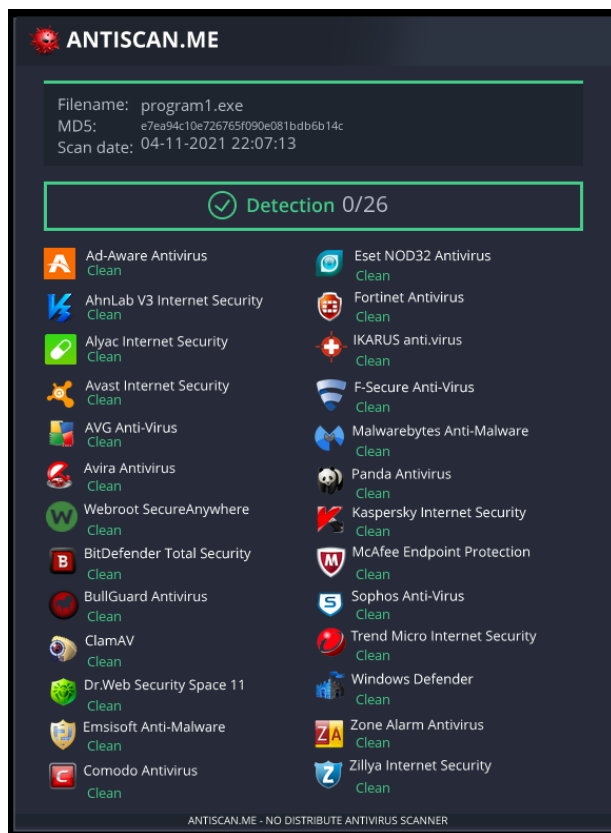 ANTISCAN.ME
Filename: program1.exe
MD5: e7ea94c10e726765f090e081bdb6b14c
Scan date: 04-11-2021 22:07:13
Detection 0/26
Ad-Aware Antivirus
Clean
AhnLab V3 Internet Security
Clean
Alyac Internet Security
Clean
Avast Internet Security
Clean
AVG Anti-Virus
Clean
Avira Antivirus
Clean
Webroot SecureAnywhere
Clean
BitDefender Total Security
Clean
BullGuard Antivirus
Clean
ClamAV
Clean
Dr.Web Security Space 11
Clean
Emsisoft Anti-Malware
Clean
Comodo Antivirus
Clean
Eset NOD32 Antivirus
Clean
Fortinet Antivirus
Clean
IKARUS anti.virus
Clean
F-Secure Anti-Virus
Clean
Malwarebytes Anti-Malware
Clean
Panda Antivirus
Clean
Kaspersky Internet Security
Clean
McAfee Endpoint Protection
Clean
Sophos Anti-Virus
Clean
Trend Micro Internet Security
Clean
Windows Defender
Clean
Zone Alarm Antivirus
Clean
Zillya Internet Security
Clean
ANTISCAN.ME - NO DISTRIBUTE ANTIVIRUS SCANNER